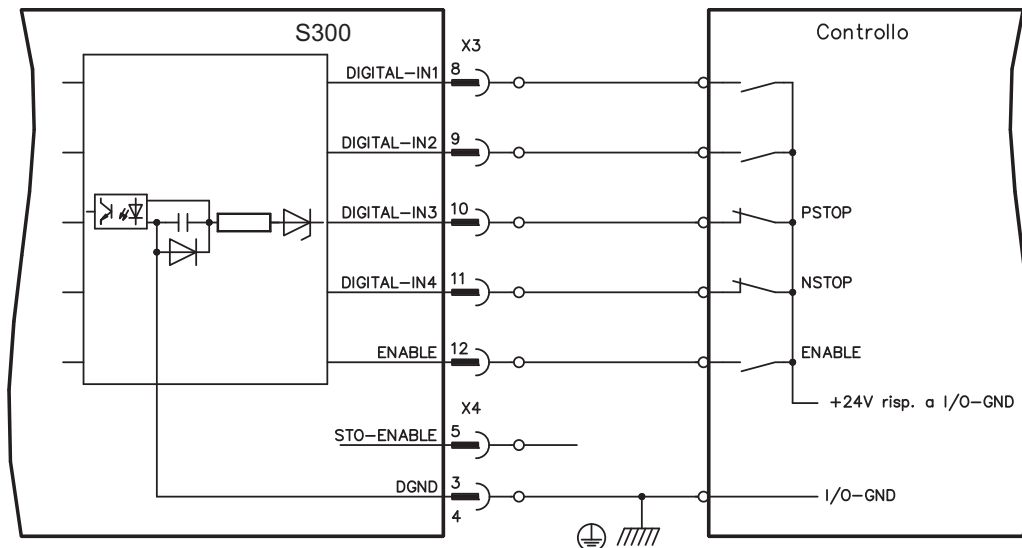 S300
Controllo
X3
DIGITAL-IN1 8
DIGITAL-IN2 9
DIGITAL-IN3 10 PSTOP
DIGITAL-IN4 11 NSTOP
ENABLE 12 ENABLE
+24V risp. a I/O-GND
X4
STO-ENABLE 5
DGND 3 I/O-GND
4